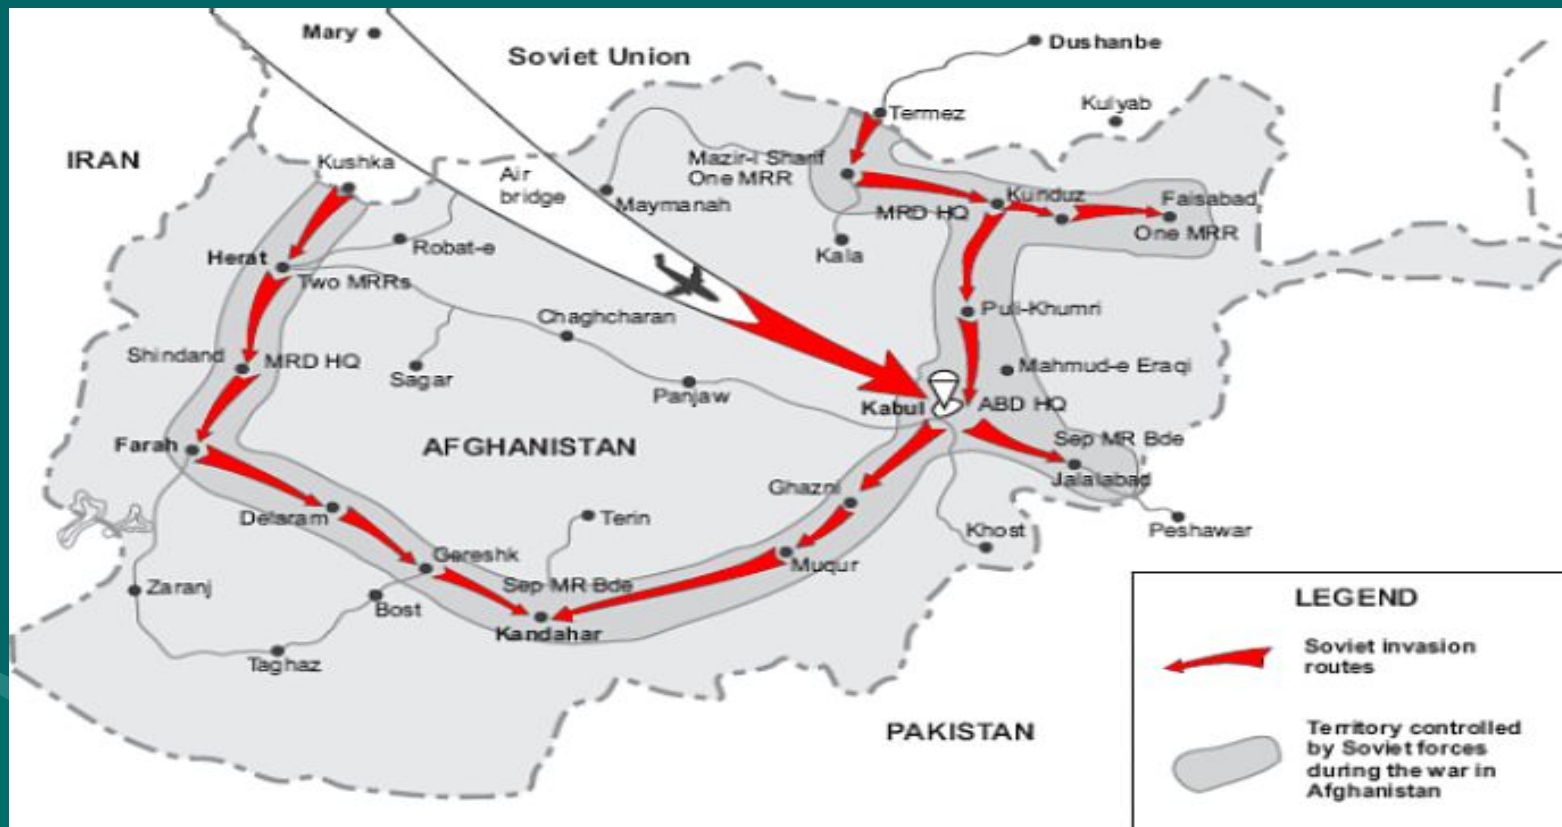 Mary
Soviet Union
Dushanbe
Termez
Kulyab
IRAN
Kushka
Air
bridge
Mazir-i Sharif
One MRR
Maymanah
MRD HQ
Kunduz
Faisabad
One MRR
Herat
Robat-e
Two MRRs
Kala
Puli-Khumri
Chaghcharan
Shindand
MRD HQ
Sagar
Panjaw
Mahmud-e Eraqi
Kabul
ABD HQ
Farah
AFGHANISTAN
Sep MR Bde
Jalalabad
Ghazni
Delaram
Terin
Khost
Peshawar
Gereshk
Muqur
Zaranj
Bost
Sep MR Bde
Kandahar
Taghaz
PAKISTAN
LEGEND
Soviet invasion
routes
Territory controlled
by Soviet forces
during the war in
Afghanistan